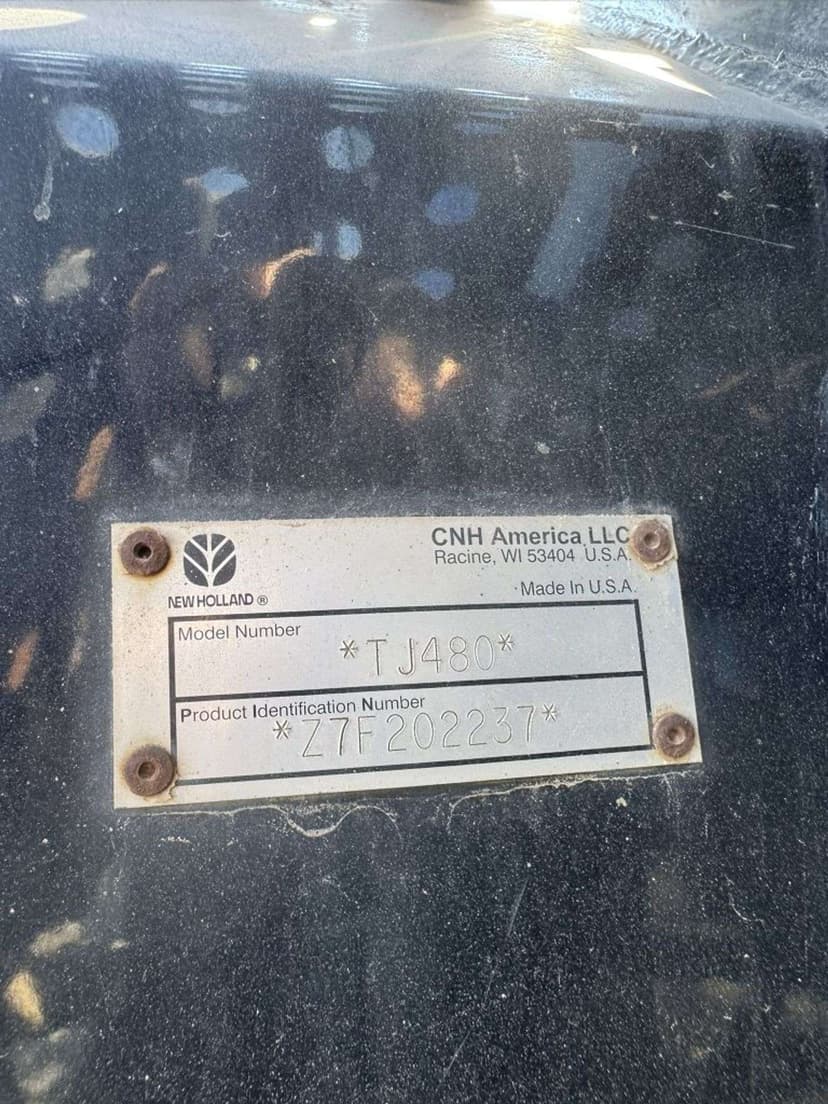 CNH America LLC
Racine, WI 53404 U.S.A.
NEW HOLLAND ®
Made In U.S.A.
Model Number
*TJ480*
Product Identification Number
*Z7F202237*